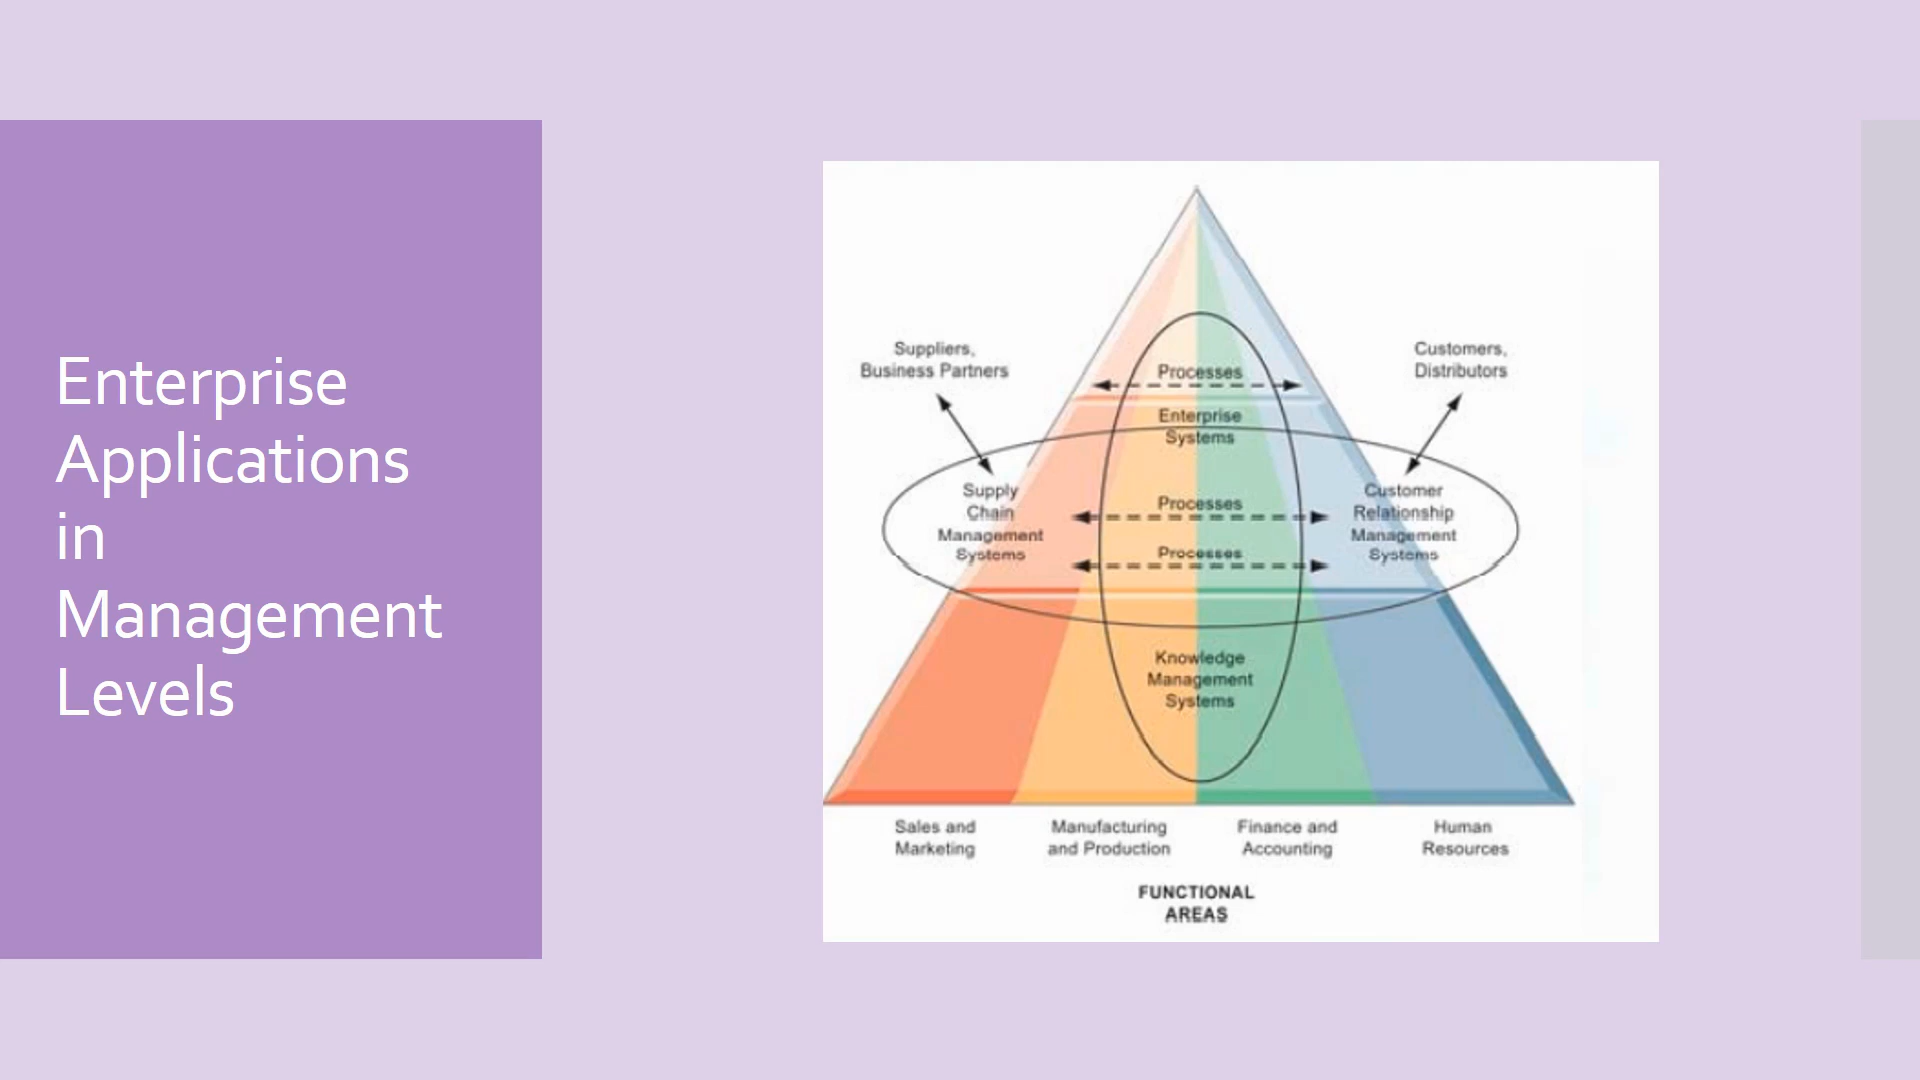 Enterprise
Applications
in
Management
Levels
Suppliers,
Business Partners
Customers,
Distributors
Processes
Enterprise
Systems
Supply
Chain
Management
Systems
Processes
Processes
Customer
Relationship
Management
Systems
Knowledge
Management
Systems
Sales and
Marketing
Manufacturing
and Production
Finance and
Accounting
Human
Resources
FUNCTIONAL
AREAS